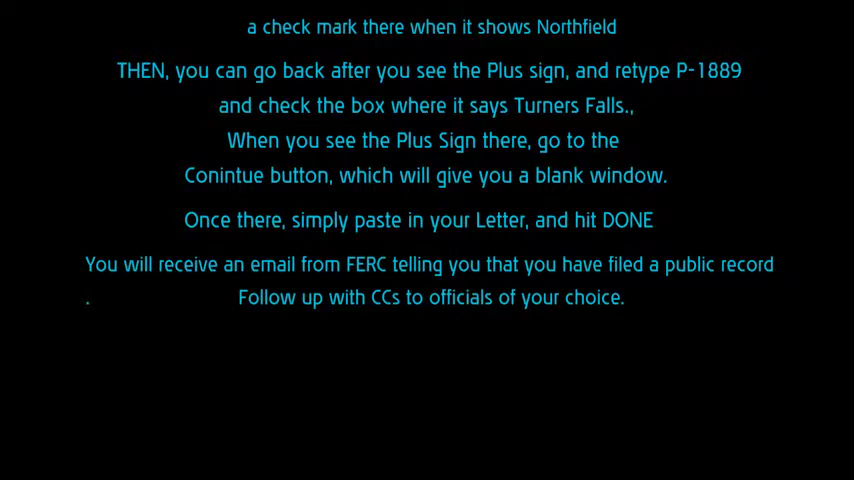 a check mark there when it shows Northfield
THEN, you can go back after you see the Plus sign, and retype P-1889
and check the box where it says Turners Falls.,
When you see the Plus Sign there, go to the
Conintue button, which will give you a blank window.
Once there, simply paste in your Letter, and hit DONE
You will receive an email from FERC telling you that you have filed a public record
. Follow up with CCs to officials of your choice.